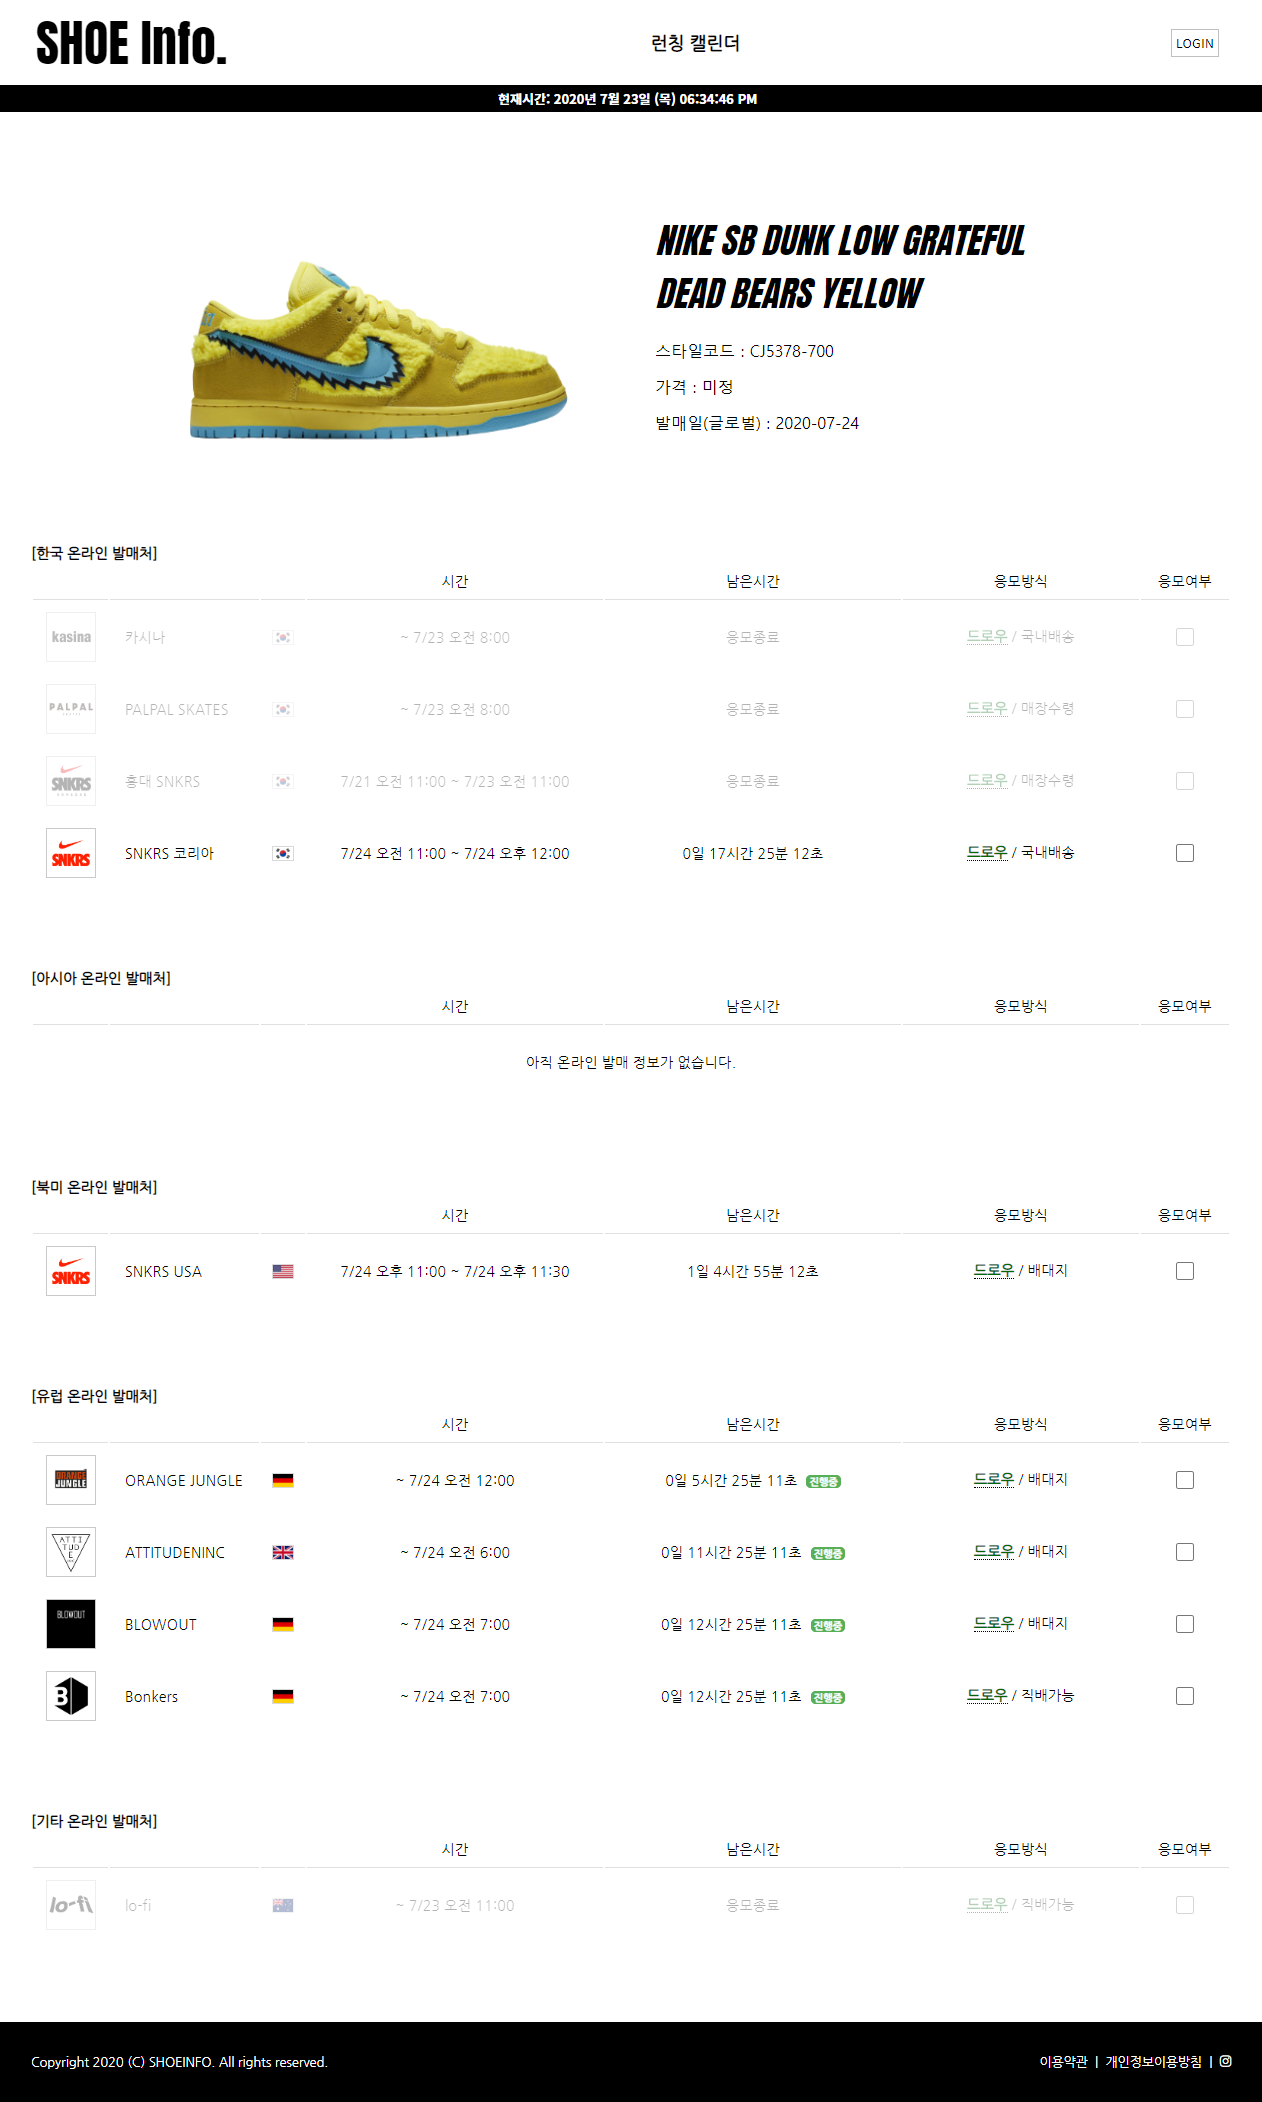 SHOE Info.
런칭 캘린더
LOGIN
현재시간: 2020년 7월 23일 (목) 06:34:46 PM
NIKE SB DUNK LOW GRATEFUL
DEAD BEARS YELLOW
스타일코드 : CJ5378-700
가격 : 미정
발매일(글로벌) : 2020-07-24
[한국 온라인 발매처]
시간 남은시간 응모방식 응모여부
kasina 카시나 ~ 7/23 오전 8:00 응모종료 드로우 / 국내배송
PALPAL PALPAL SKATES ~ 7/23 오전 8:00 응모종료 드로우 / 매장수령
SNKRS 홍대 SNKRS 7/21 오전 11:00 ~ 7/23 오전 11:00 응모종료 드로우 / 매장수령
SNKRS SNKRS 코리아 7/24 오전 11:00 ~ 7/24 오후 12:00 0일 17시간 25분 12초 드로우 / 국내배송
[아시아 온라인 발매처]
시간 남은시간 응모방식 응모여부
아직 온라인 발매 정보가 없습니다.
[북미 온라인 발매처]
시간 남은시간 응모방식 응모여부
SNKRS SNKRS USA 7/24 오후 11:00 ~ 7/24 오후 11:30 1일 4시간 55분 12초 드로우 / 배대지
[유럽 온라인 발매처]
시간 남은시간 응모방식 응모여부
ORANGE JUNGLE ORANGE JUNGLE ~ 7/24 오전 12:00 0일 5시간 25분 11초 진행중 드로우 / 배대지
ATTITUDE ATTITUDENINC ~ 7/24 오전 6:00 0일 11시간 25분 11초 진행중 드로우 / 배대지
BLOWOUT BLOWOUT ~ 7/24 오전 7:00 0일 12시간 25분 11초 진행중 드로우 / 배대지
B Bonkers ~ 7/24 오전 7:00 0일 12시간 25분 11초 진행중 드로우 / 직배가능
[기타 온라인 발매처]
시간 남은시간 응모방식 응모여부
lo-fi lo-fi ~ 7/23 오전 11:00 응모종료 드로우 / 직배가능
Copyright 2020 (C) SHOEINFO. All rights reserved.
이용약관 | 개인정보이용방침 |